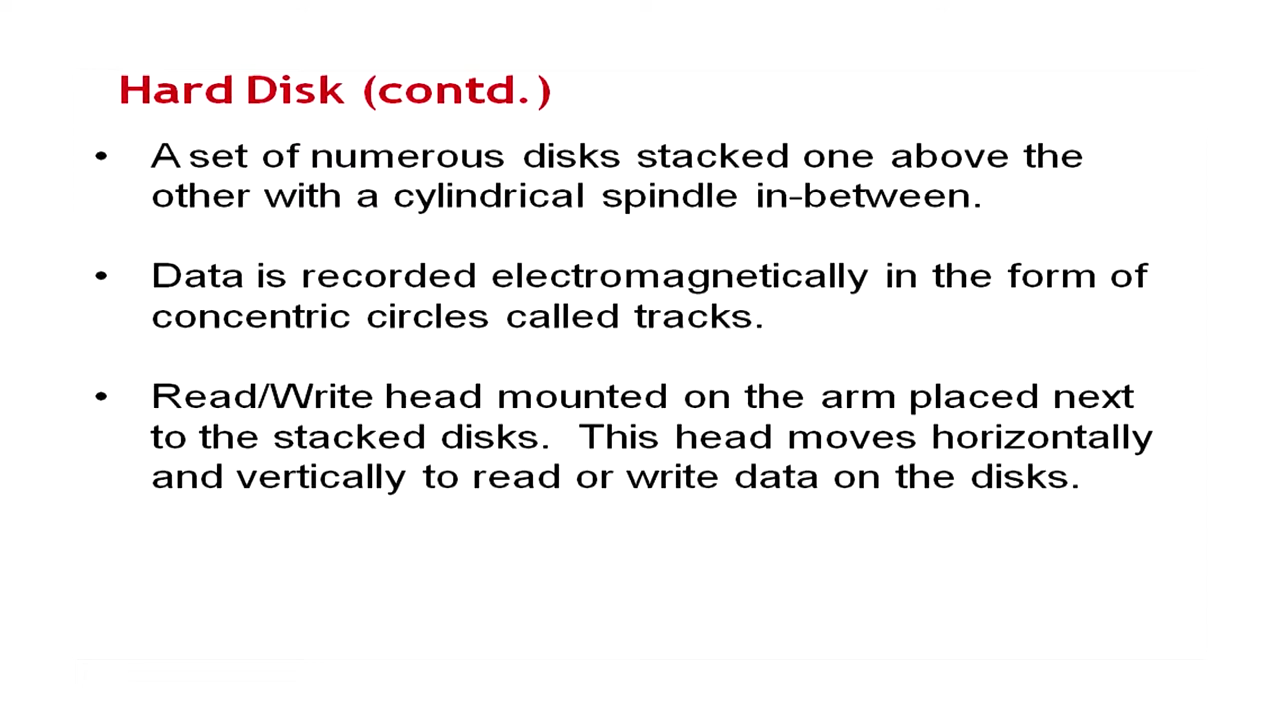 Hard Disk (contd.)
• A set of numerous disks stacked one above the
other with a cylindrical spindle in-between.
• Data is recorded electromagnetically in the form of
concentric circles called tracks.
• Read/Write head mounted on the arm placed next
to the stacked disks. This head moves horizontally
and vertically to read or write data on the disks.